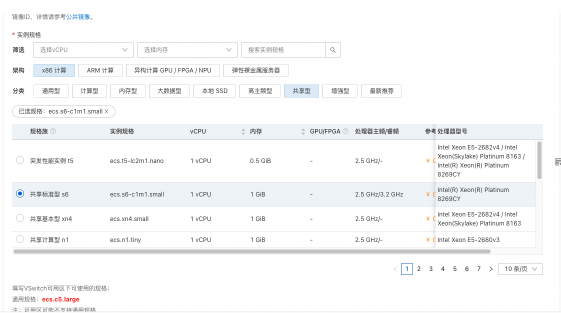 镜像ID。详情请参考公共镜像。
* 实例规格
筛选 选择vCPU 选择内存 搜索实例规格
架构 x86 计算 ARM 计算 异构计算 GPU / FPGA / NPU 弹性裸金属服务器
分类 通用型 计算型 内存型 大数据型 本地 SSD 高主频型 共享型 增强型 最新推荐
已选规格: ecs.s6-c1m1.small ×
规格族 实例规格 vCPU 内存 GPU/FPGA 处理器主频/睿频 参考 处理器型号
突发性能实例 t5 ecs.t5-lc2m1.nano 1 vCPU 0.5 GiB - 2.5 GHz/- ¥ Intel Xeon E5-2682v4 / Intel
Xeon(Skylake) Platinum 8163 /
Intel(R) Xeon(R) Platinum
8269CY
共享标准型 s6 ecs.s6-c1m1.small 1 vCPU 1 GiB - 2.5 GHz/3.2 GHz ¥ Intel(R) Xeon(R) Platinum
8269CY
共享基本型 xn4 ecs.xn4.small 1 vCPU 1 GiB - 2.5 GHz/- ¥ Intel Xeon E5-2682v4 / Intel
Xeon(Skylake) Platinum 8163
共享计算型 n1 ecs.n1.tiny 1 vCPU 1 GiB - 2.5 GHz/- ¥ Intel Xeon E5-2680v3
< 1 2 3 4 5 6 7 > 10 条/页
填写VSwitch可用区下可使用的规格;
通用规格: ecs.c5.large
注: 可用区可能不支持通用规格